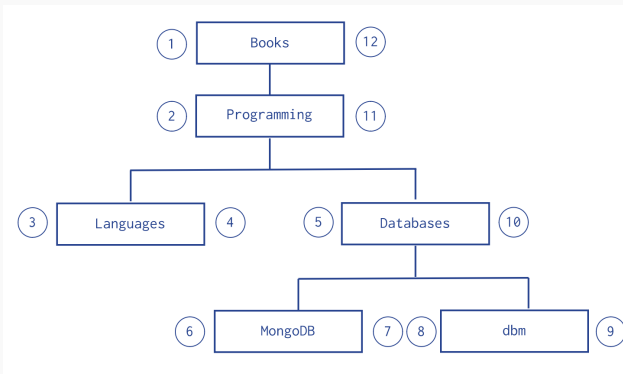 1 Books 12
2 Programming 11
3 Languages 4 5 Databases 10
6 MongoDB 7 8 dbm 9